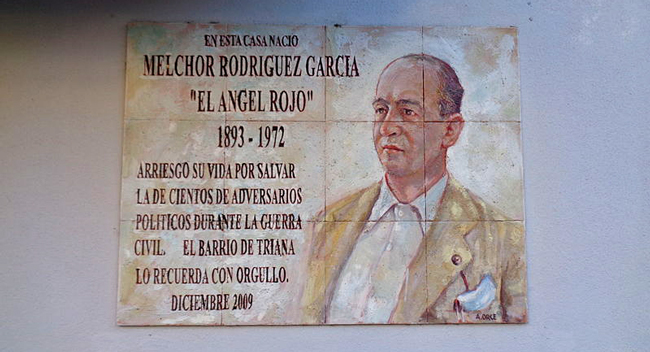 EN ESTA CASA NACIO
MELCHOR RODRIGUEZ GARCIA
"EL ANGEL ROJO"
1893 - 1972
ARRIESGO SU VIDA POR SALVAR
LA DE CIENTOS DE ADVERSARIOS
POLITICOS DURANTE LA GUERRA
CIVIL. EL BARRIO DE TRIANA
LO RECUERDA CON ORGULLO.
DICIEMBRE 2009
A. ORCE